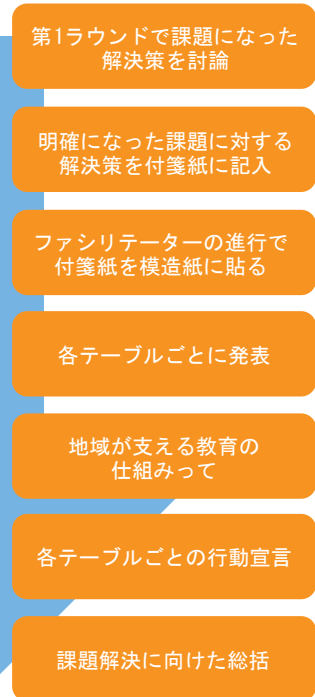 第1ラウンドで課題になった
解決策を討論
明確になった課題に対する
解決策を付箋紙に記入
ファシリテーターの進行で
付箋紙を模造紙に貼る
各テーブルごとに発表
地域が支える教育の
仕組みって
各テーブルごとの行動宣言
課題解決に向けた総括